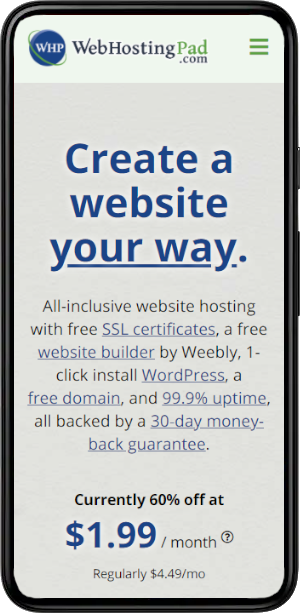 WHP WebHostingPad
.com
Create a
website
your way.
All-inclusive website hosting
with free SSL certificates, a free
website builder by Weebly, 1-
click install WordPress, a
free domain, and 99.9% uptime,
all backed by a 30-day money-
back guarantee.
Currently 60% off at
$1.99 / month ?
Regularly $4.49/mo